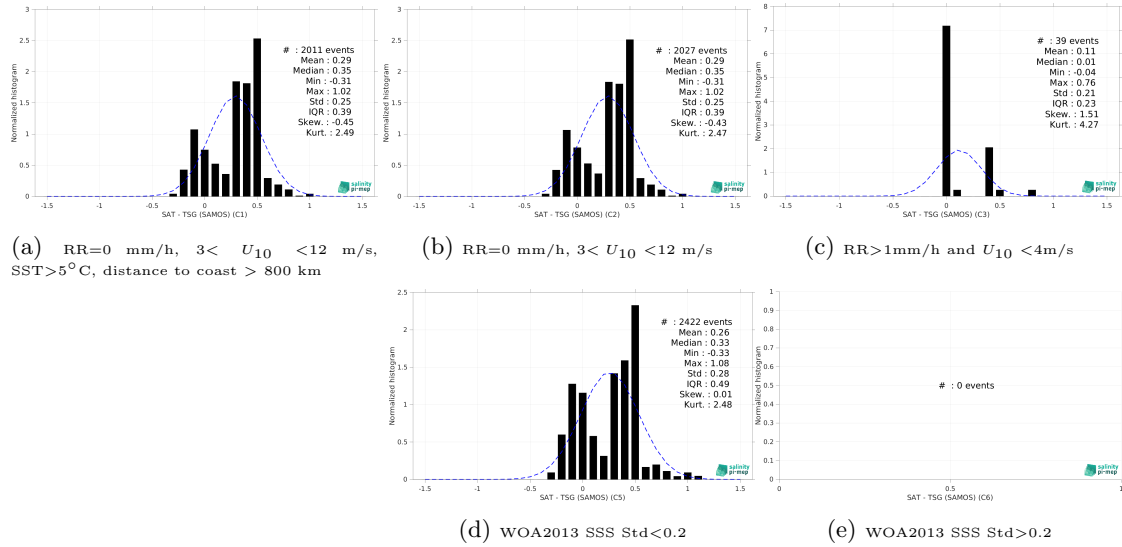 Normalized histogram
3
2.5
2
1.5
1
0.5
0
-1.5
-1
-0.5
0
0.5
1
1.5
# : 2011 events
Mean : 0.29
Median : 0.35
Min : -0.31
Max : 1.02
Std : 0.25
IQR : 0.39
Skew. : -0.45
Kurt. : 2.49
salinity
pi-mep
SAT - TSG (SAMOS) (C1)
(a) RR=0 mm/h, 3< U10 <12 m/s,
SST>5°C, distance to coast > 800 km
Normalized histogram
3
2.5
2
1.5
1
0.5
0
-1.5
-1
-0.5
0
0.5
1
1.5
# : 2027 events
Mean : 0.29
Median : 0.35
Min : -0.31
Max : 1.02
Std : 0.25
IQR : 0.39
Skew. : -0.43
Kurt. : 2.47
salinity
pi-mep
SAT - TSG (SAMOS) (C2)
(b) RR=0 mm/h, 3< U10 <12 m/s
Normalized histogram
8
7
6
5
4
3
2
1
0
-1.5
-1
-0.5
0
0.5
1
1.5
# : 39 events
Mean : 0.11
Median : 0.01
Min : -0.04
Max : 0.76
Std : 0.21
IQR : 0.23
Skew. : 1.51
Kurt. : 4.27
salinity
pi-mep
SAT - TSG (SAMOS) (C3)
(c) RR>1mm/h and U10 <4m/s
Normalized histogram
2.5
2
1.5
1
0.5
0
-1.5
-1
-0.5
0
0.5
1
1.5
# : 2422 events
Mean : 0.26
Median : 0.33
Min : -0.33
Max : 1.08
Std : 0.28
IQR : 0.49
Skew. : 0.01
Kurt. : 2.48
salinity
pi-mep
SAT - TSG (SAMOS) (C5)
(d) WOA2013 SSS Std<0.2
Normalized histogram
1
0.9
0.8
0.7
0.6
0.5
0.4
0.3
0.2
0.1
0
0
1
# : 0 events
salinity
pi-mep
SAT - TSG (SAMOS) (C6)
(e) WOA2013 SSS Std>0.2